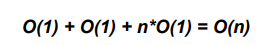 O(1) + O(1) + n*O(1) = O(n)